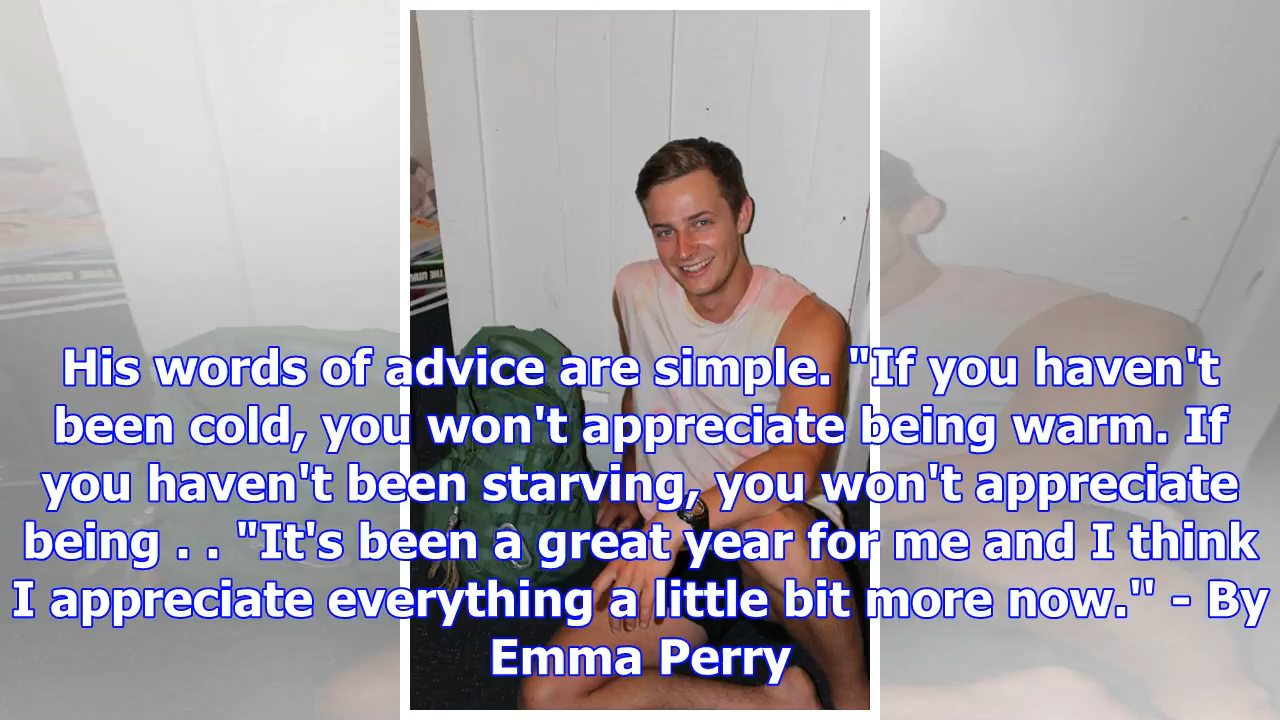 His words of advice are simple. "If you haven't
been cold, you won't appreciate being warm. If
you haven't been starving, you won't appreciate
being . . "It's been a great year for me and I think
I appreciate everything a little bit more now.'' - By
Emma Perry